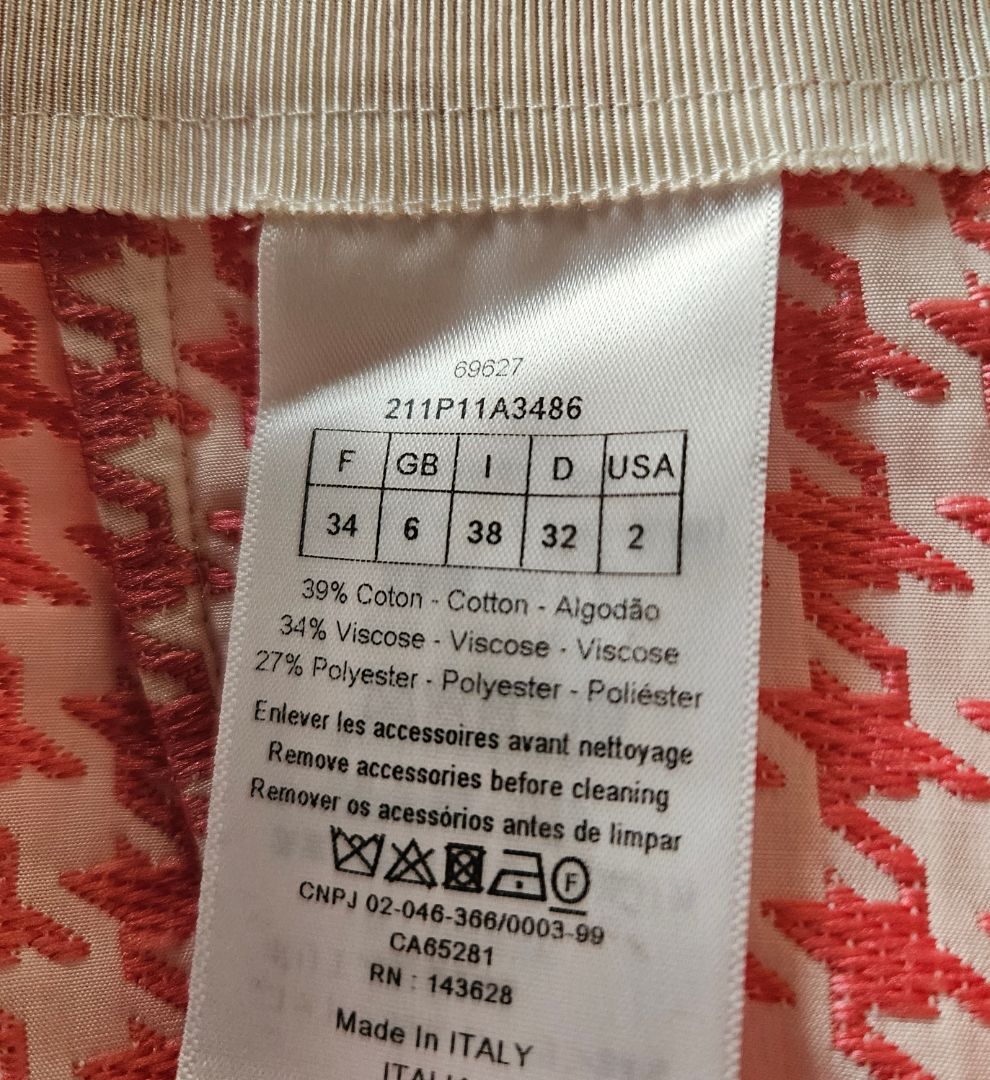 69627
211P11A3486
F GB I D USA
34 6 38 32 2
39% Coton - Cotton - Algodão
34% Viscose - Viscose - Viscose
27% Polyester - Polyester - Poliéster
Enlever les accessoires avant nettoyage
Remove accessories before cleaning
Remover os acessórios antes de limpar
F
CNPJ 02-046-366/0003-99
CA65281
RN : 143628
Made In ITALY